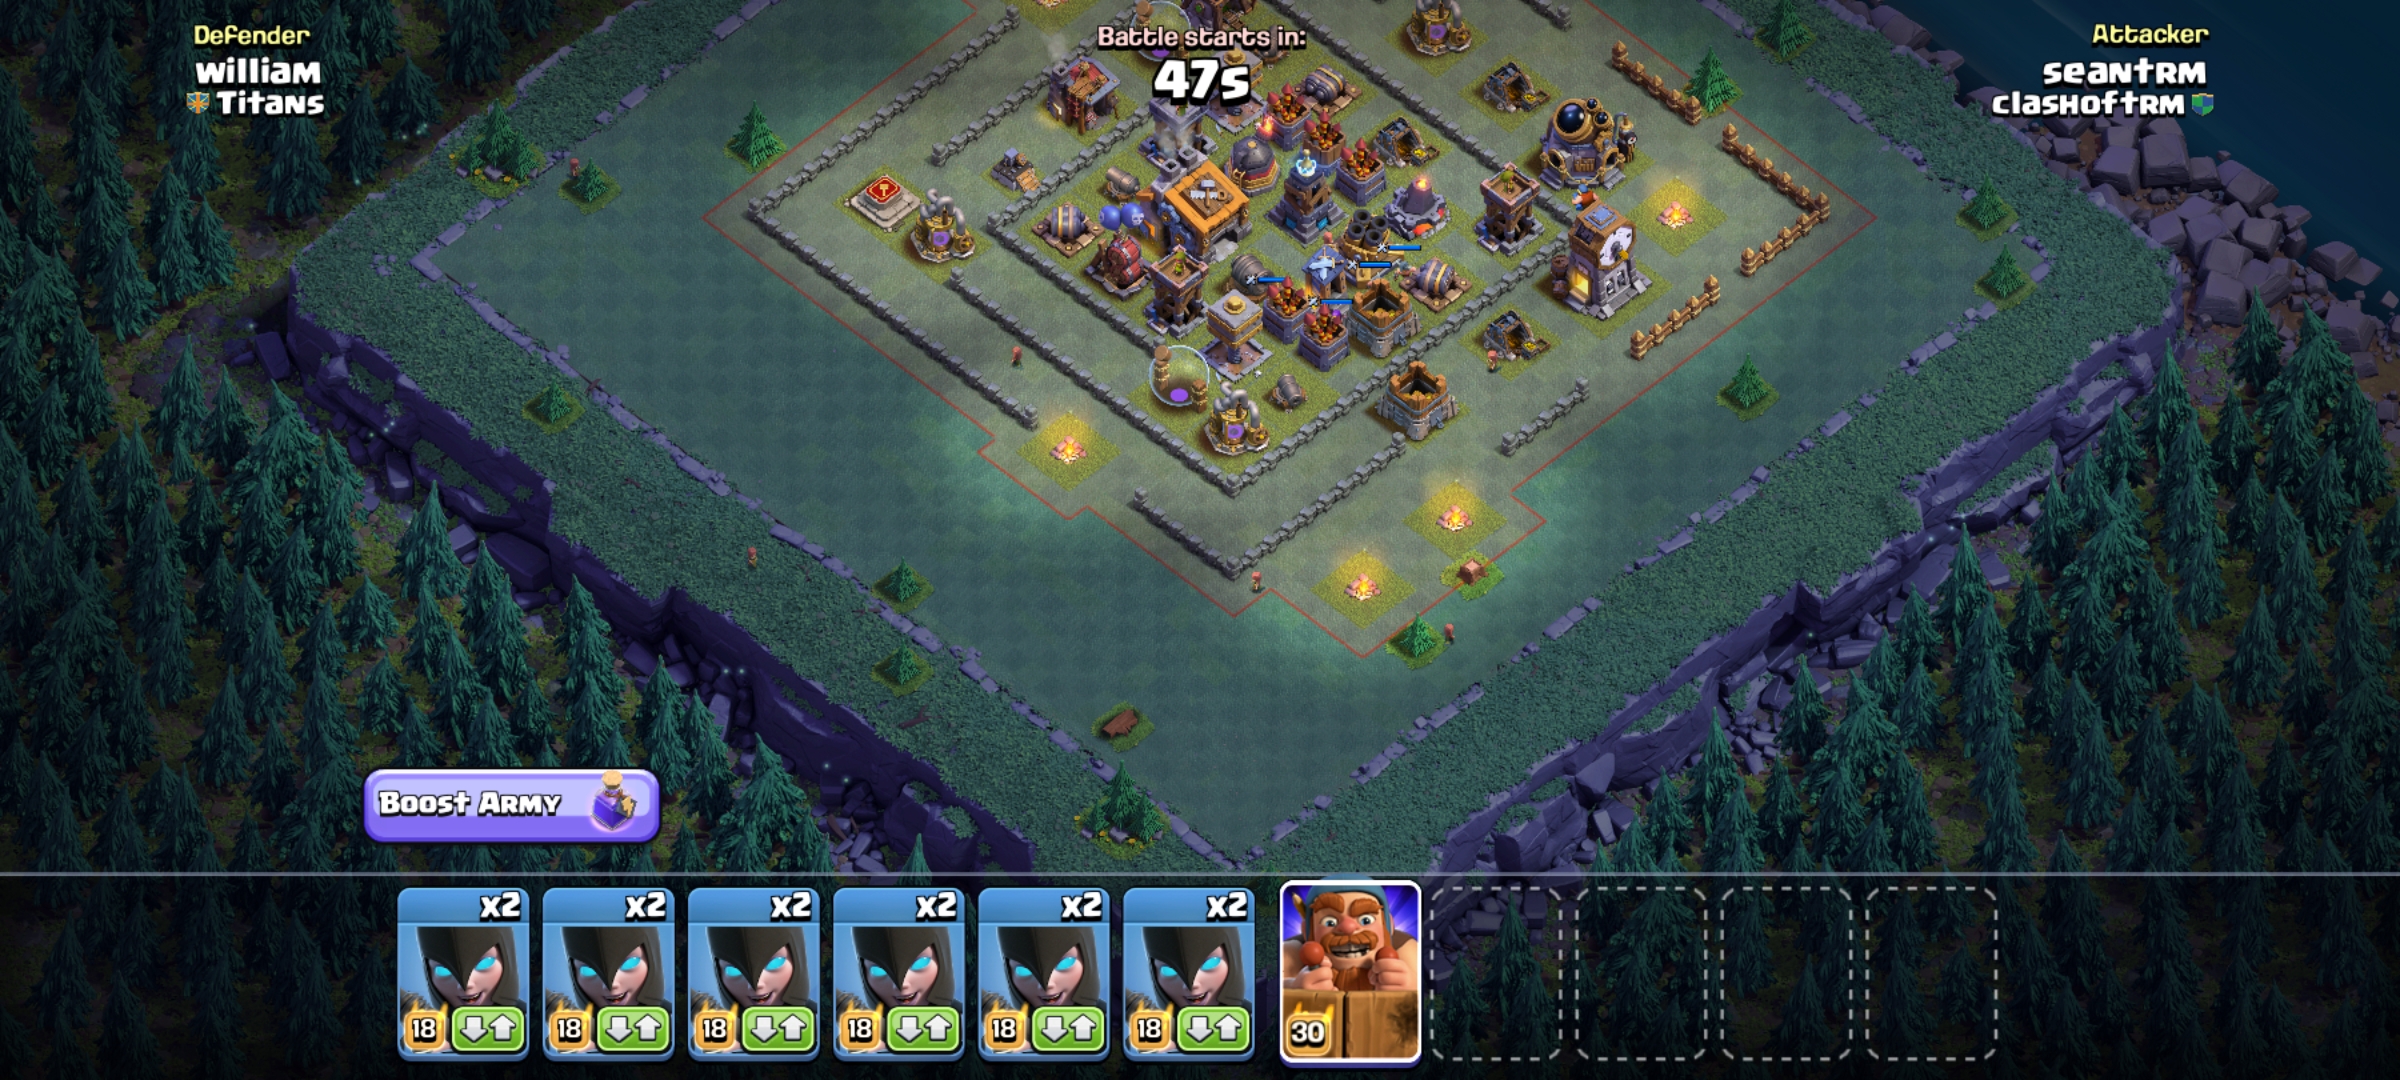 Defender
william
Titans
Battle starts in:
47s
Attacker
seantRM
clashoftRM
Boost Army
x2
x2
x2
x2
x2
x2
18
18
18
18
18
18
30